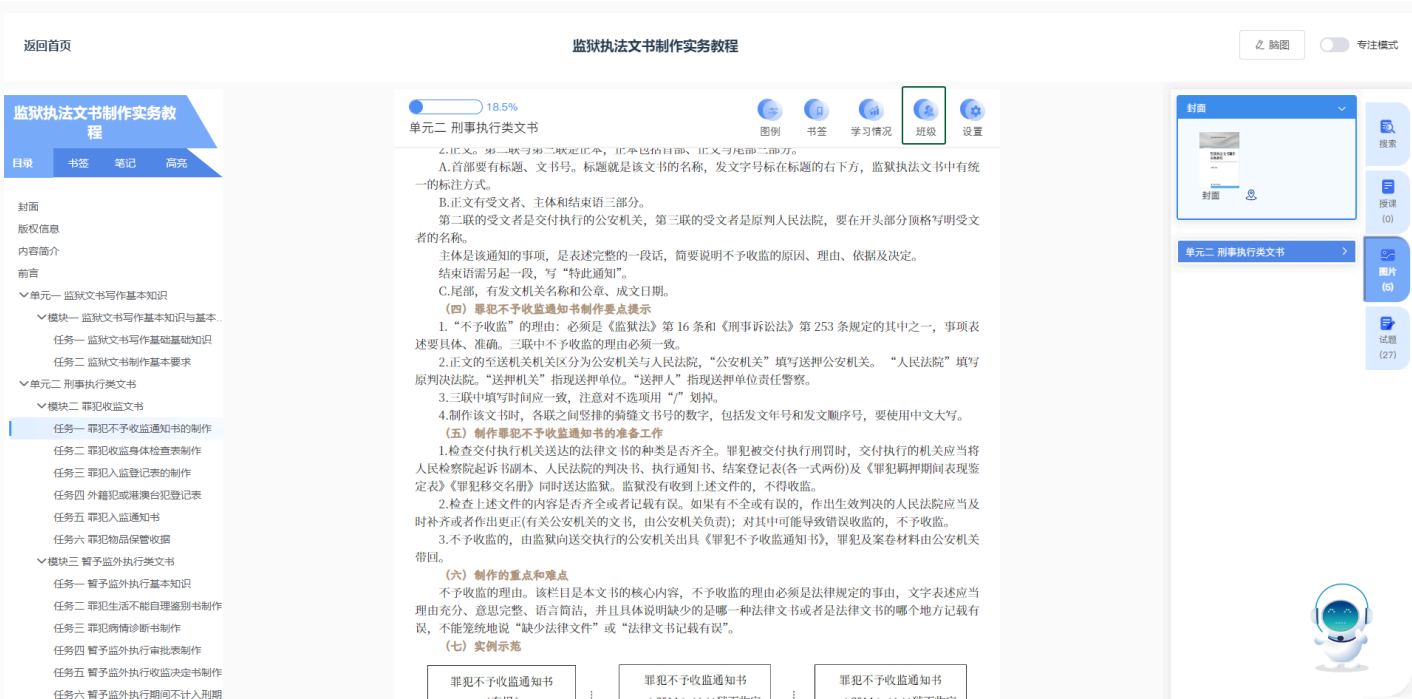 返回首页
监狱执法文书制作实务教程
脑图
专注模式
监狱执法文书制作实务教
程
目录
书签
笔记
高亮
封面
版权信息
内容简介
前言
单元一 监狱文书写作基本知识
模块一 监狱文书写作基本知识与基本...
任务一 监狱文书写作基础基础知识
任务二 监狱文书制作基本要求
单元二 刑事执行类文书
模块二 罪犯收监文书
任务一 罪犯不予收监通知书的制作
任务二 罪犯收监身体检查表制作
任务三 罪犯入监登记表的制作
任务四 外籍犯或港澳台犯登记表
任务五 罪犯入监通知书
任务六 罪犯物品保管收据
模块三 暂予监外执行类文书
任务一 暂予监外执行基本知识
任务二 罪犯生活不能自理鉴别书制作
任务三 罪犯病情诊断书制作
任务四 暂予监外执行审批表制作
任务五 暂予监外执行收监决定书制作
任务六 暂予监外执行期间不计入刑期
18.5%
单元二 刑事执行类文书
图例
书签
学习情况
班级
设置
2.正文。第二联与第三联是正本，正本包括首部、正文与尾部三部分。
A.首部要有标题、文书号。标题就是该文书的名称，发文字号标在标题的右下方，监狱执法文书中有统
一的标注方式。
B.正文有受文者、主体和结束语三部分。
第二联的受文者是交付执行的公安机关，第三联的受文者是原判人民法院，要在开头部分顶格写明受文
者的名称。
主体是该通知的事项，是表述完整的一段话，简要说明不予收监的原因、理由、依据及决定。
结束语需另起一段，写“特此通知”。
C.尾部，有发文机关名称和公章、成文日期。
（四）罪犯不予收监通知书制作要点提示
1.“不予收监”的理由：必须是《监狱法》第 16 条和《刑事诉讼法》第 253 条规定的其中之一，事项表
述要具体、准确。三联中不予收监的理由必须一致。
2.正文的至送机关机关区分为公安机关与人民法院，“公安机关”填写送押公安机关。 “人民法院”填写
原判决法院。“送押机关”指现送押单位。“送押人”指现送押单位责任警察。
3.三联中填写时间应一致，注意对不选项用“/”划掉。
4.制作该文书时，各联之间竖排的骑缝文书号的数字，包括发文年号和发文顺序号，要使用中文大写。
（五）制作罪犯不予收监通知书的准备工作
1.检查交付执行机关送达的法律文书的种类是否齐全。罪犯被交付执行刑罚时，交付执行的机关应当将
人民检察院起诉书副本、人民法院的判决书、执行通知书、结案登记表(各一式两份)及《罪犯羁押期间表现鉴
定表》《罪犯移交名册》同时送达监狱。监狱没有收到上述文件的，不得收监。
2.检查上述文件的内容是否齐全或者记载有误。如果有不全或有误的，作出生效判决的人民法院应当及
时补齐或者作出更正(有关公安机关的文书，由公安机关负责)；对其中可能导致错误收监的，不予收监。
3.不予收监的，由监狱向送交执行的公安机关出具《罪犯不予收监通知书》，罪犯及案卷材料由公安机关
带回。
（六）制作的重点和难点
不予收监的理由。该栏目是本文书的核心内容，不予收监的理由必须是法律规定的事由，文字表述应当
理由充分、意思完整、语言简洁，并且具体说明缺少的是哪一种法律文书或者是法律文书的哪个地方记载有
误，不能笼统地说“缺少法律文件”或“法律文书记载有误”。
（七）实例示范
罪犯不予收监通知书
罪犯不予收监通知书
罪犯不予收监通知书
封面
封面
单元二 刑事执行类文书
搜索
授课
(0)
图片
(5)
试题
(27)